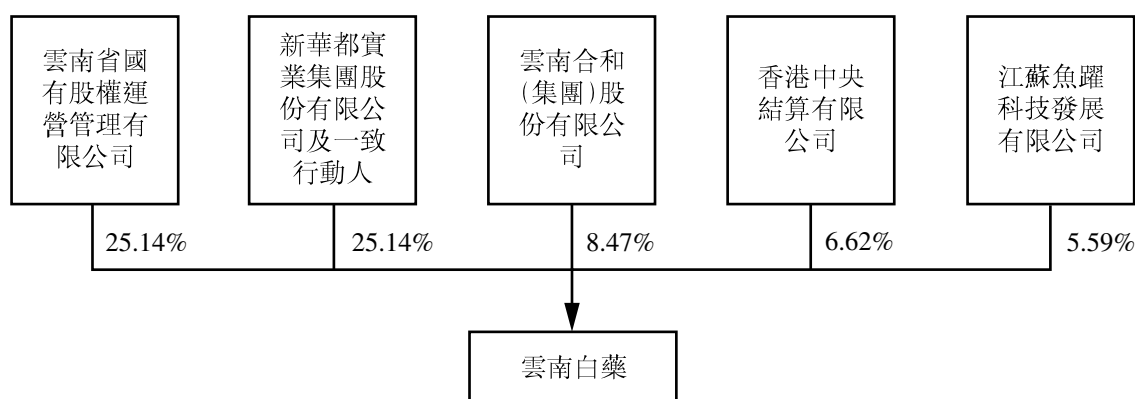 雲南省國
有股權運
營管理有
限公司
新華都實
業集團股
份有限公
司及一致
行動人
雲南合和
(集團)股
份有限公
司
香港中央
結算有限
公司
江蘇魚躍
科技發展
有限公司
25.14%
25.14%
8.47%
6.62%
5.59%
雲南白藥